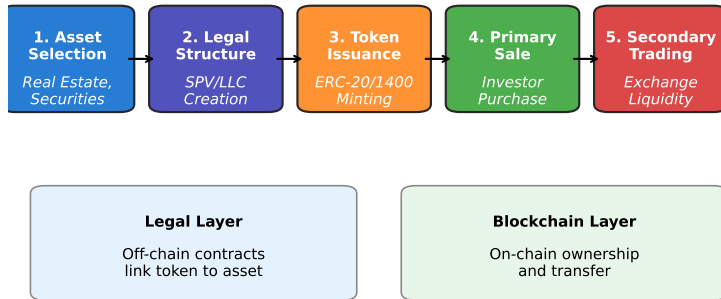 1. Asset
Selection
Real Estate,
Securities
2. Legal
Structure
SPV/LLC
Creation
3. Token
Issuance
ERC-20/1400
Minting
4. Primary
Sale
Investor
Purchase
5. Secondary
Trading
Exchange
Liquidity
Legal Layer
Off-chain contracts
link token to asset
Blockchain Layer
On-chain ownership
and transfer